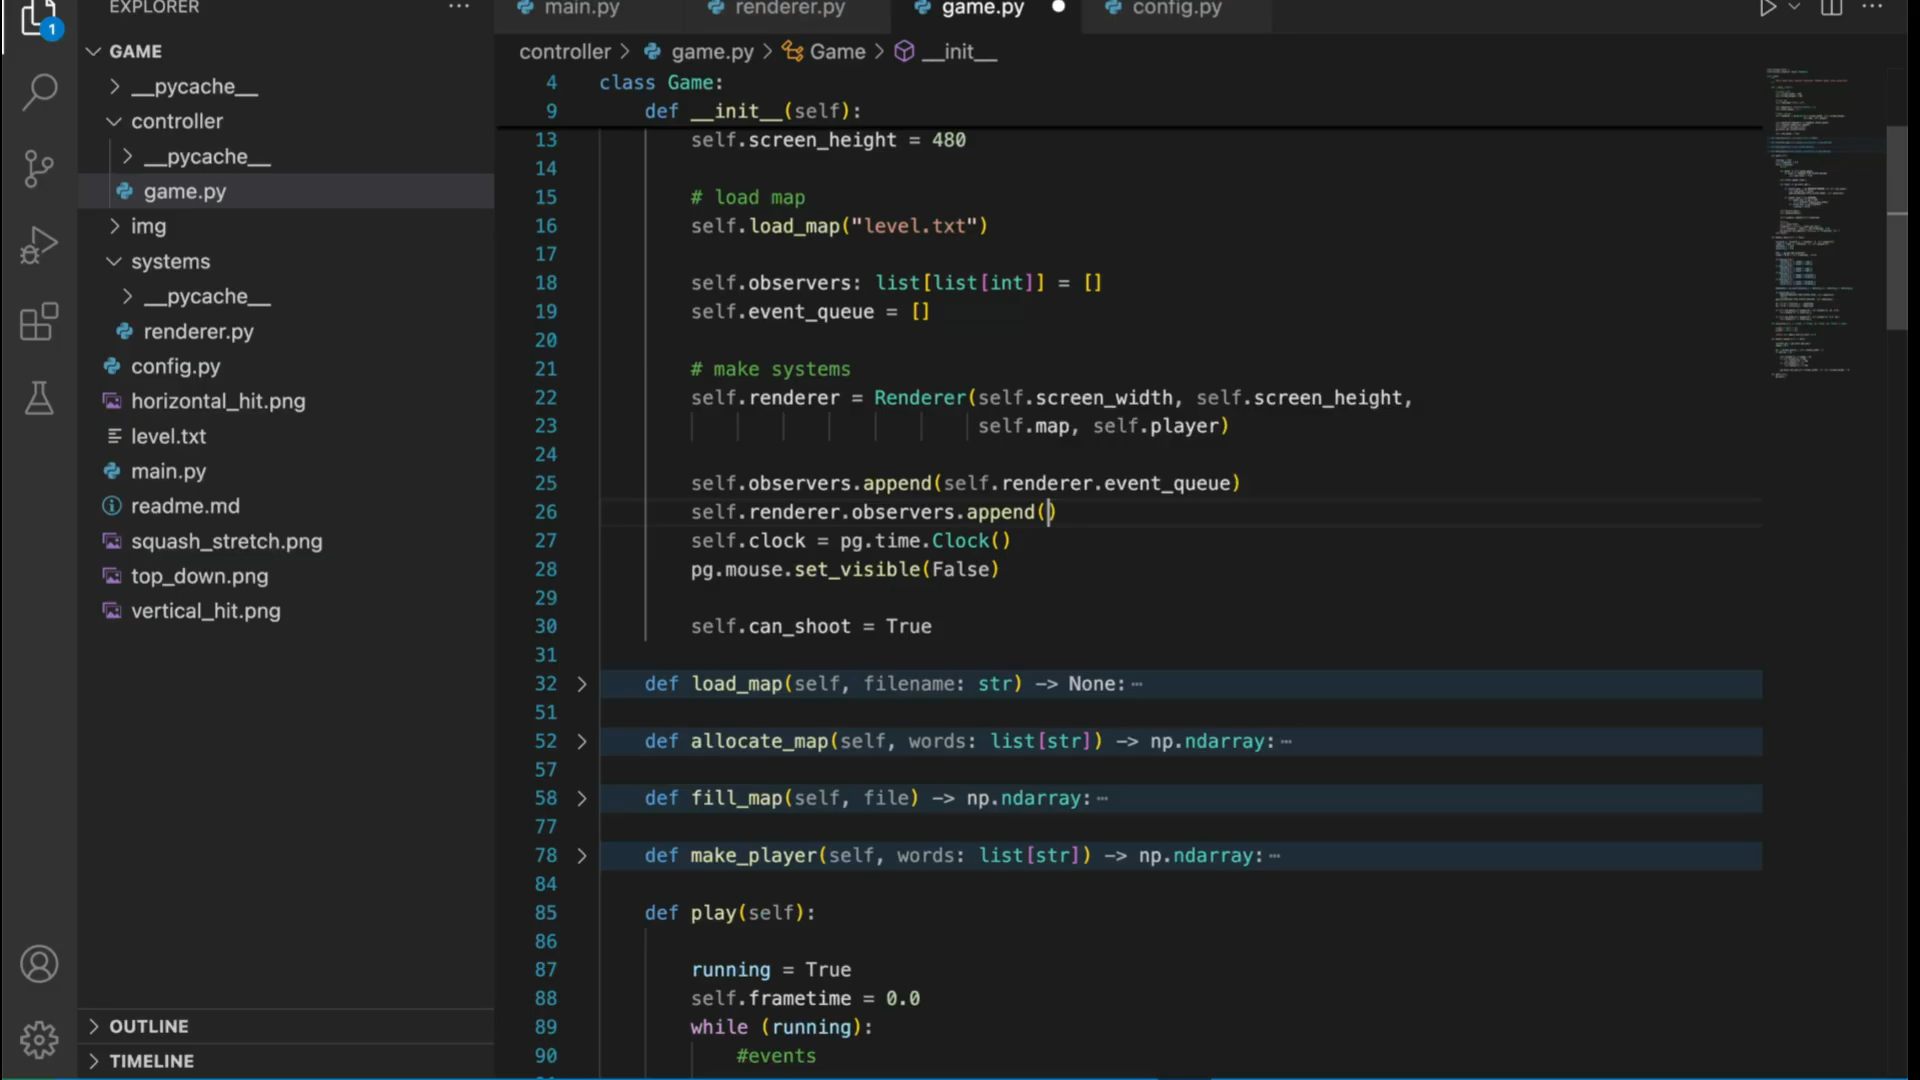 EXPLORER
1
GAME
__pycache__
controller
__pycache__
game.py
img
systems
__pycache__
renderer.py
config.py
horizontal_hit.png
level.txt
main.py
readme.md
squash_stretch.png
top_down.png
vertical_hit.png
OUTLINE
TIMELINE
main.py renderer.py game.py config.py
controller > game.py > Game > __init__
4 class Game:
9 def __init__(self):
13 self.screen_height = 480
14
15 # load map
16 self.load_map("level.txt")
17
18 self.observers: list[list[int]] = []
19 self.event_queue = []
20
21 # make systems
22 self.renderer = Renderer(self.screen_width, self.screen_height,
23 self.map, self.player)
24
25 self.observers.append(self.renderer.event_queue)
26 self.renderer.observers.append()
27 self.clock = pg.time.Clock()
28 pg.mouse.set_visible(False)
29
30 self.can_shoot = True
31
32 def load_map(self, filename: str) -> None:⋯
51
52 def allocate_map(self, words: list[str]) -> np.ndarray:⋯
57
58 def fill_map(self, file) -> np.ndarray:⋯
77
78 def make_player(self, words: list[str]) -> np.ndarray:⋯
84
85 def play(self):
86
87 running = True
88 self.frametime = 0.0
89 while (running):
90 #events